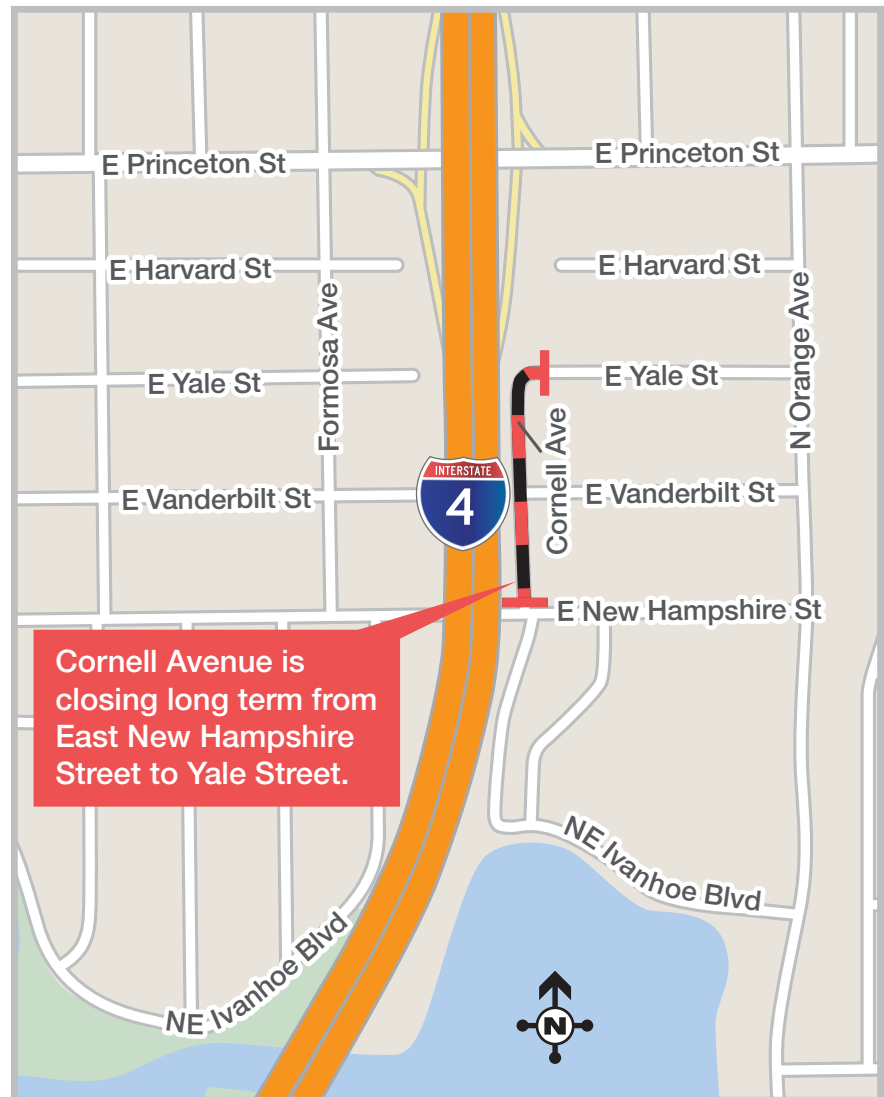 E Princeton St
E Princeton St
E Harvard St
E Harvard St
Formosa Ave
N Orange Ave
E Yale St
E Yale St
Cornell Ave
INTERSTATE
4
E Vanderbilt St
E Vanderbilt St
E New Hampshire St
Cornell Avenue is
closing long term from
East New Hampshire
Street to Yale Street.
NE Ivanhoe Blvd
NE Ivanhoe Blvd
N